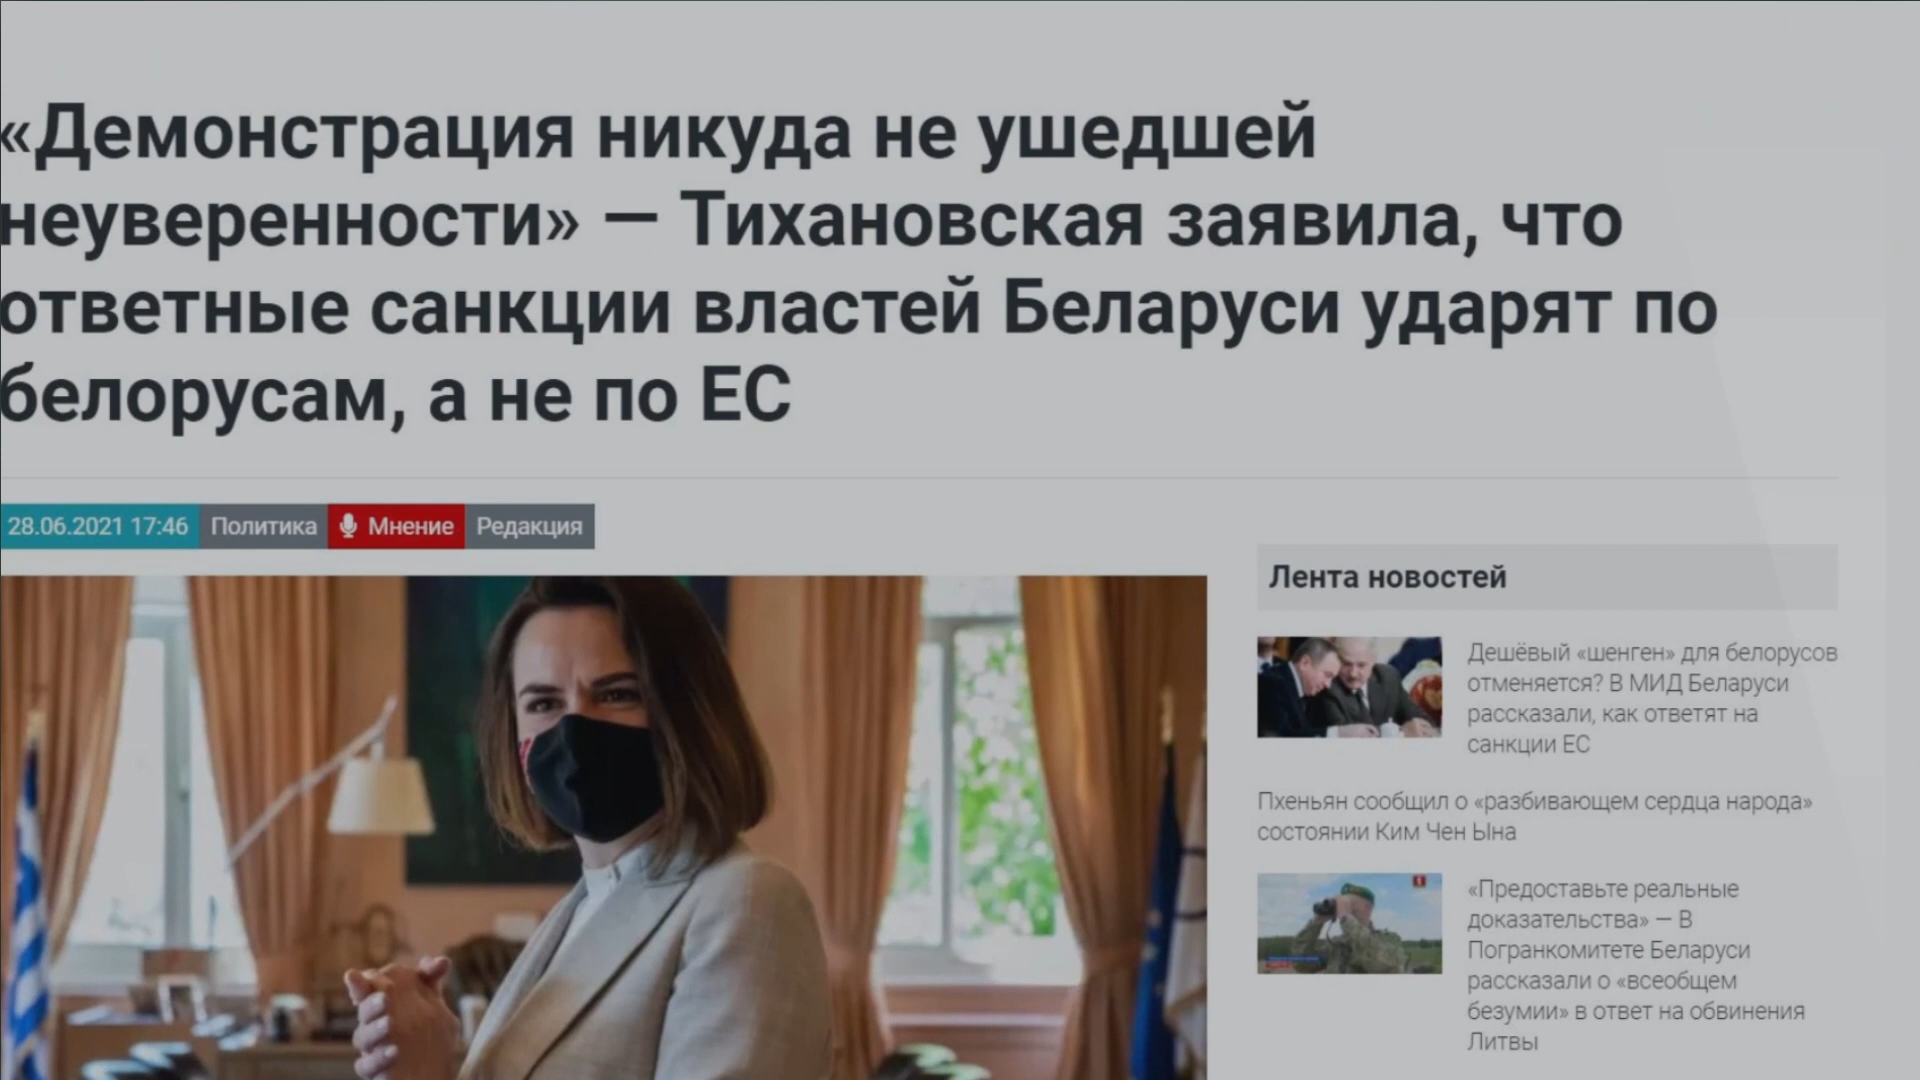 «Демонстрация никуда не ушедшей
неуверенности» — Тихановская заявила, что
ответные санкции властей Беларуси ударят по
белорусам, а не по ЕС
28.06.2021 17:46 Политика Мнение Редакция
Лента новостей
Дешёвый «шенген» для белорусов
отменяется? В МИД Беларуси
рассказали, как ответят на
санкции ЕС
Пхеньян сообщил о «разбивающем сердца народа»
состоянии Ким Чен Ына
«Предоставьте реальные
доказательства» — В
Погранкомитете Беларуси
рассказали о «всеобщем
безумии» в ответ на обвинения
Литвы